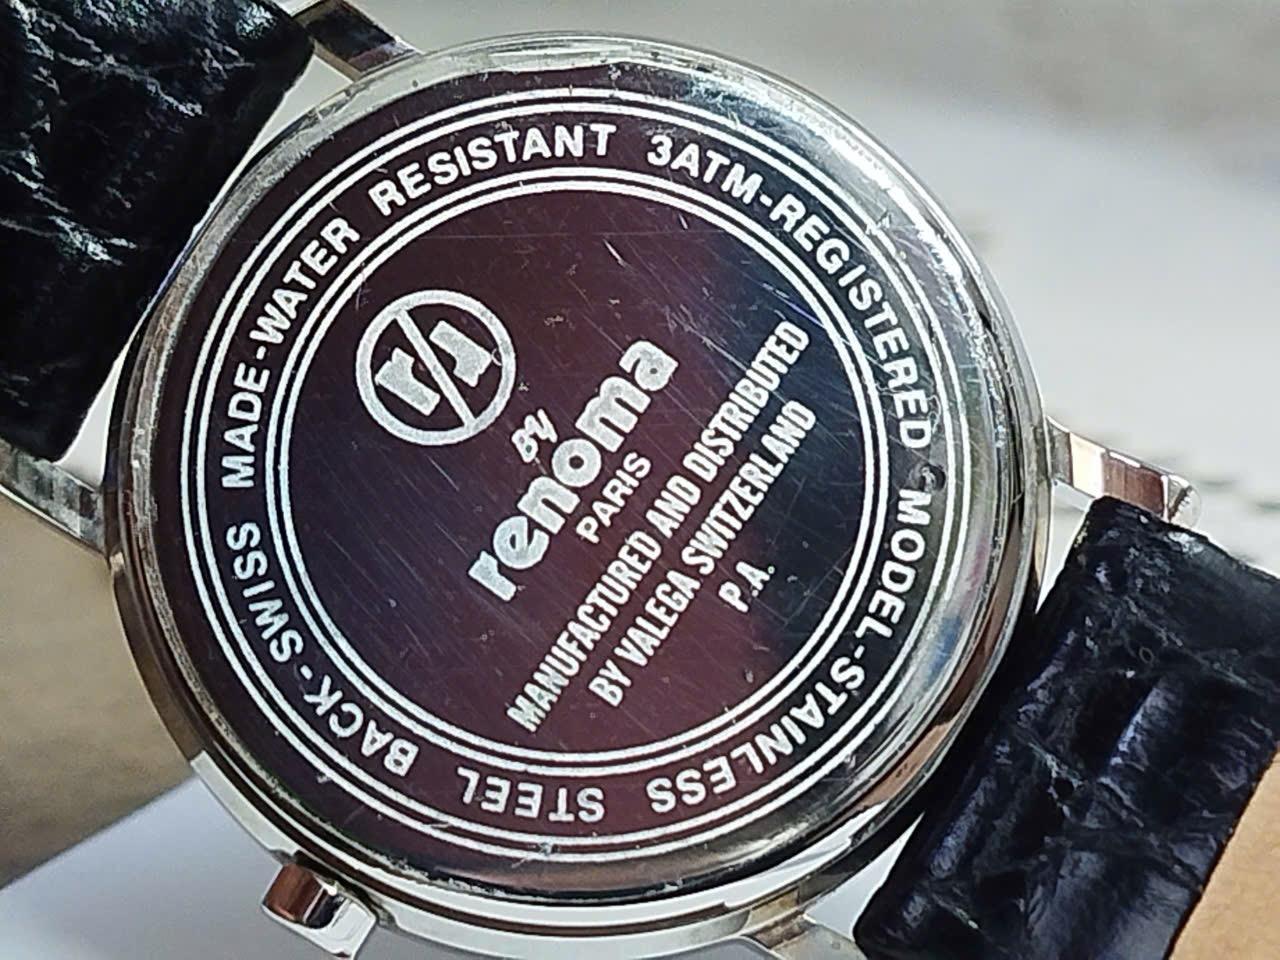 WATER RESISTANT 3ATM-REGISTERED MODEL-STAINLESS STEEL BACK-SWISS MADE-
r/r
BY
renoma
PARIS
MANUFACTURED AND DISTRIBUTED
BY VALEGA SWITZERLAND
P.A.